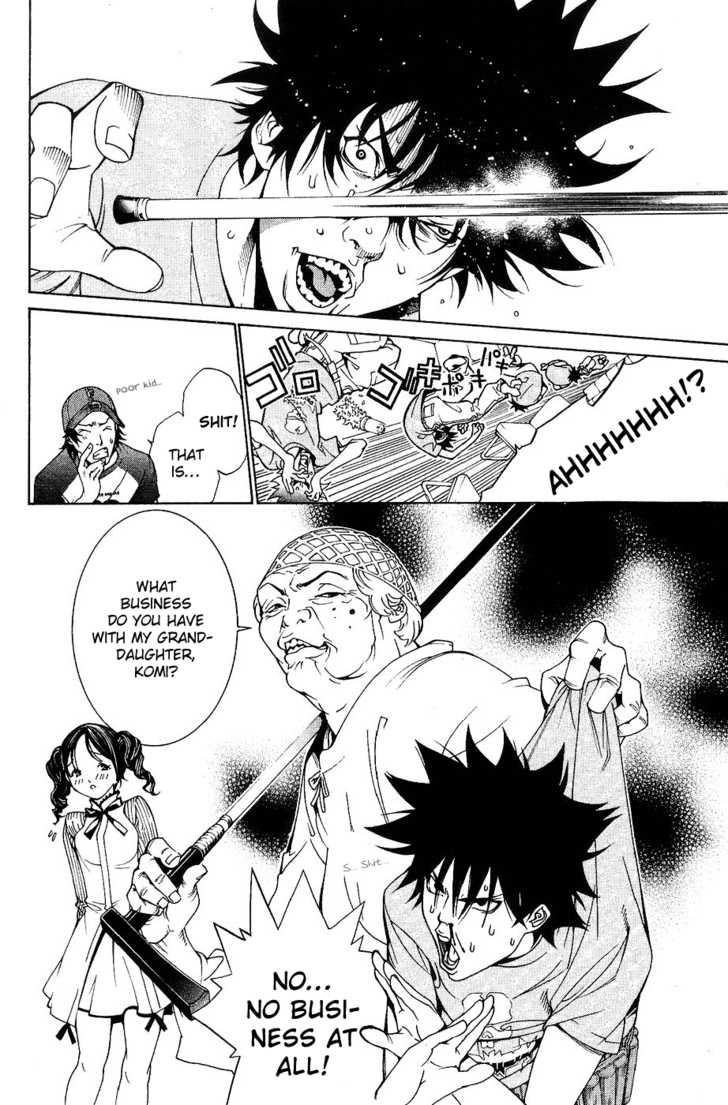 AHHHHHHH!?
パキ
ポキ
ゴキ
ゴロ
ゴ
SHIT!
THAT
IS...
POOR KID..
WHAT
BUSINESS
DO YOU HAVE
WITH MY GRAND-
DAUGHTER,
KOMI?
S... Shit...
NO...
NO BUSI-
NESS AT
ALL!